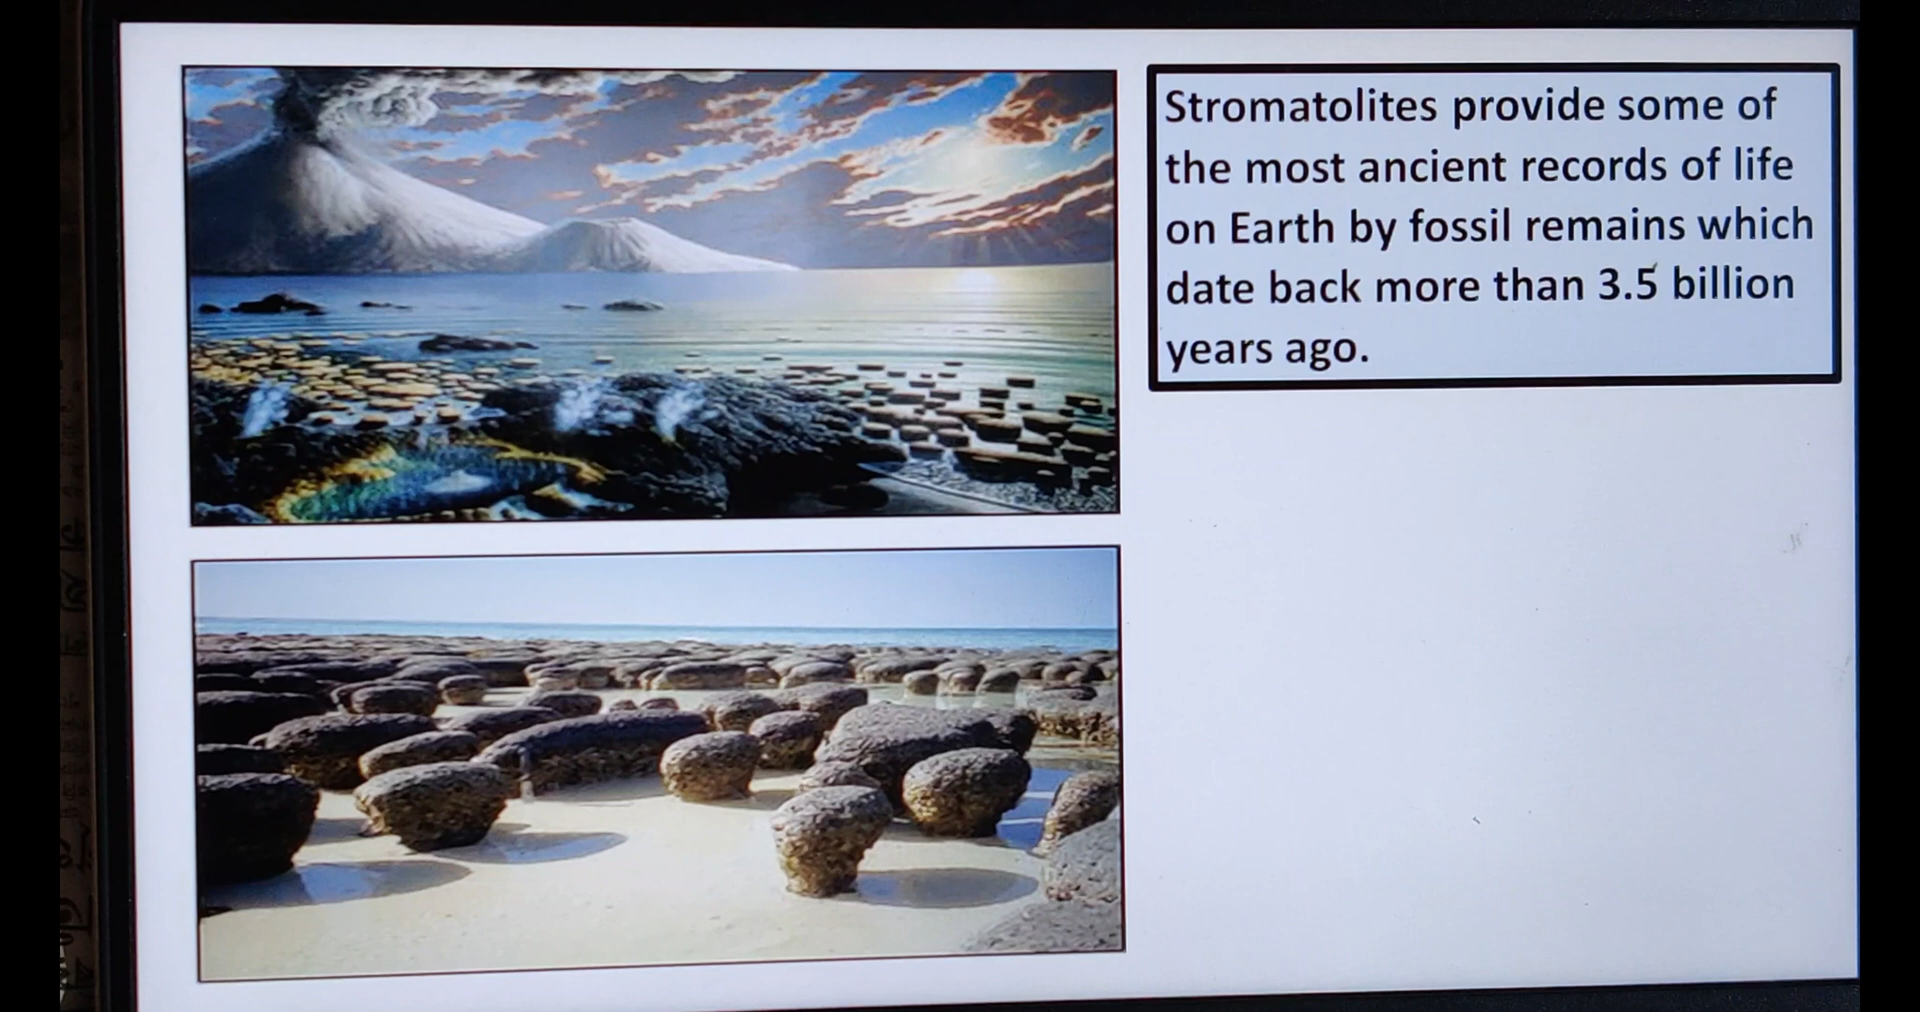 Stromatolites provide some of
the most ancient records of life
on Earth by fossil remains which
date back more than 3.5 billion
years ago.